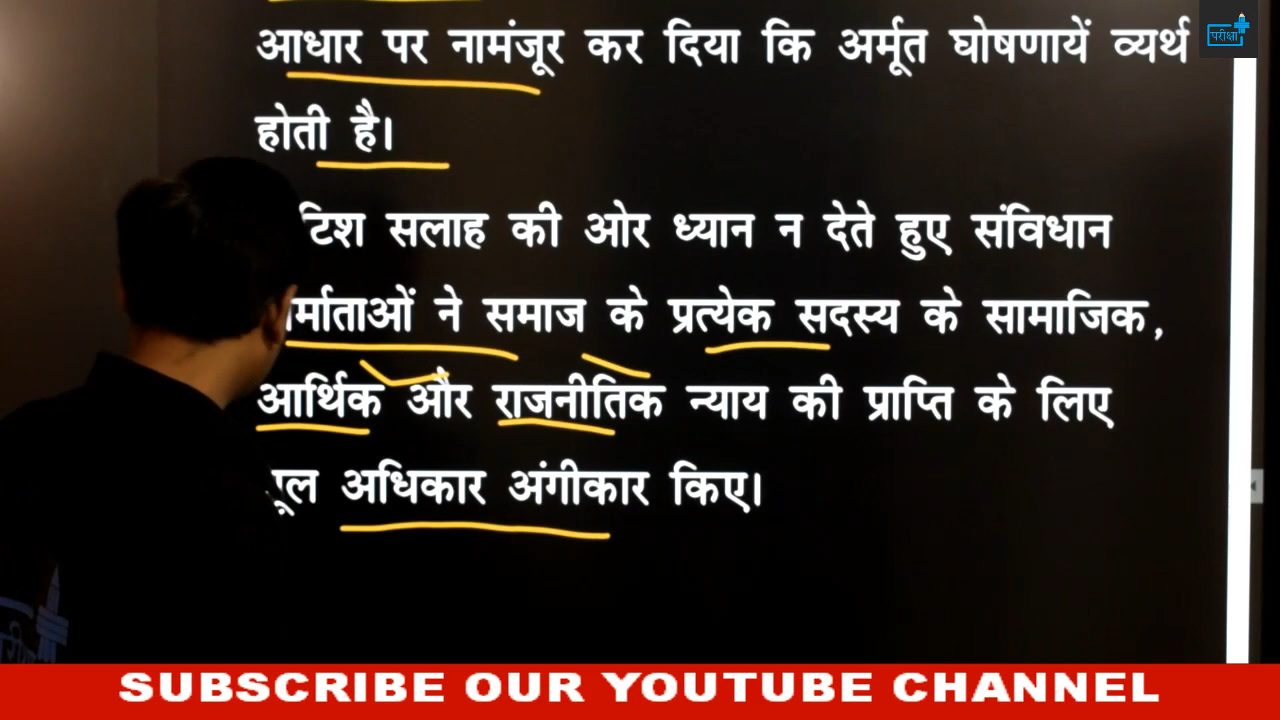 परीक्षा
आधार पर नामंजूर कर दिया कि अर्मूत घोषणायें व्यर्थ
होती है।
टिश सलाह की ओर ध्यान न देते हुए संविधान
र्माताओं ने समाज के प्रत्येक सदस्य के सामाजिक,
आर्थिक और राजनीतिक न्याय की प्राप्ति के लिए
अधिकार अंगीकार किए।
SUBSCRIBE OUR YOUTUBE CHANNEL